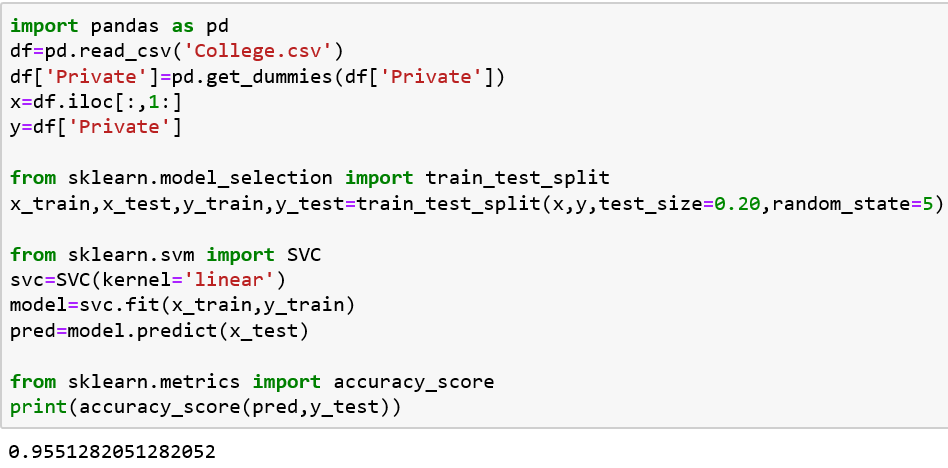 import pandas as pd
df=pd.read_csv('College.csv')
df['Private']=pd.get_dummies(df['Private'])
x=df.iloc[:,1:]
y=df['Private']
from sklearn.model_selection import train_test_split
x_train,x_test,y_train,y_test=train_test_split(x,y,test_size=0.20,random_state=5)
from sklearn.svm import SVC
svc=SVC(kernel='linear')
model=svc.fit(x_train,y_train)
pred=model.predict(x_test)
from sklearn.metrics import accuracy_score
print(accuracy_score(pred,y_test))
0.9551282051282052